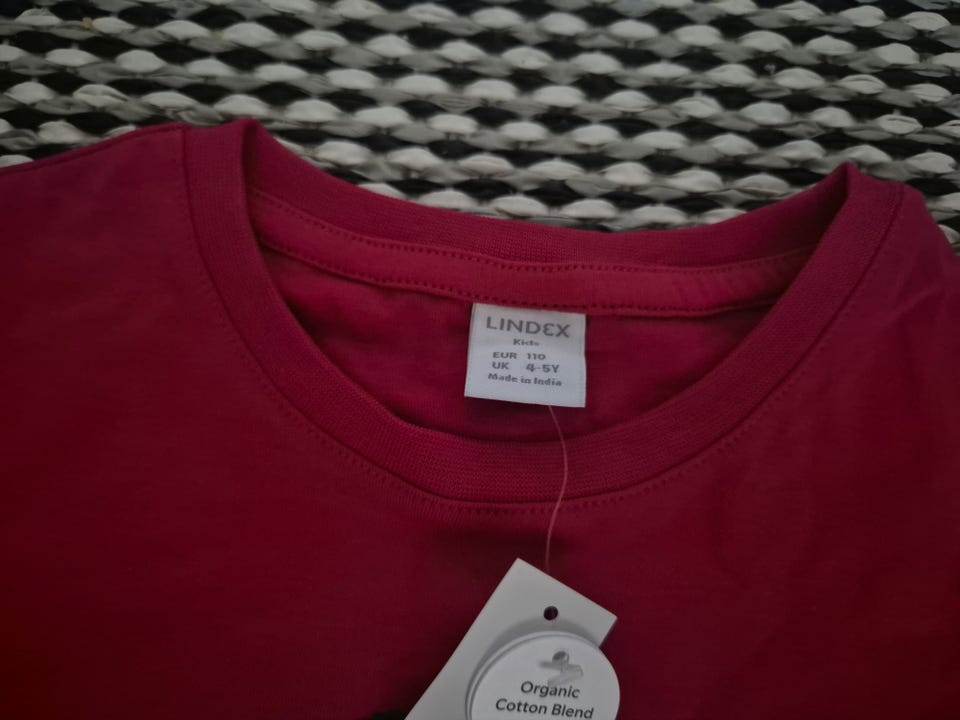 LINDEX
Kids
EUR 110
UK 4-5Y
Made in India
Organic
Cotton Blend